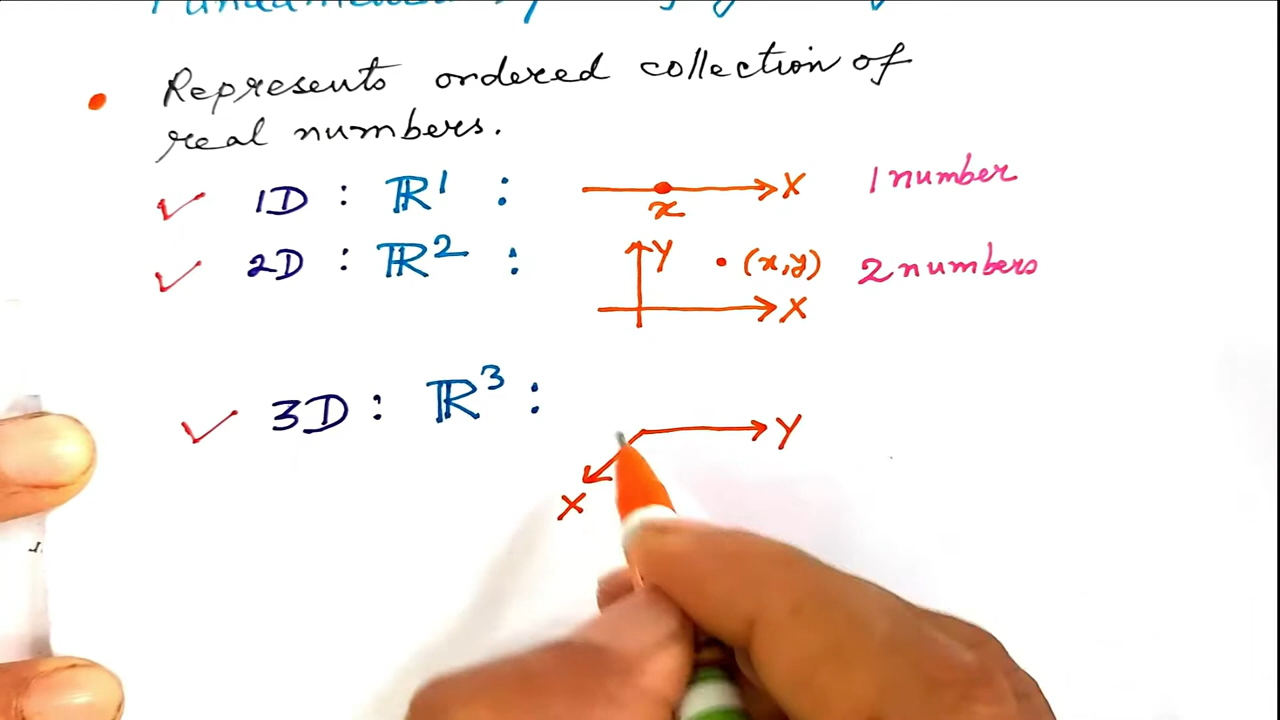 Represents ordered collection of
real numbers.
1D : ℝ¹ : x X 1 number
2D : ℝ² : Y (x,y) X 2 numbers
3D : ℝ³ : Y
X